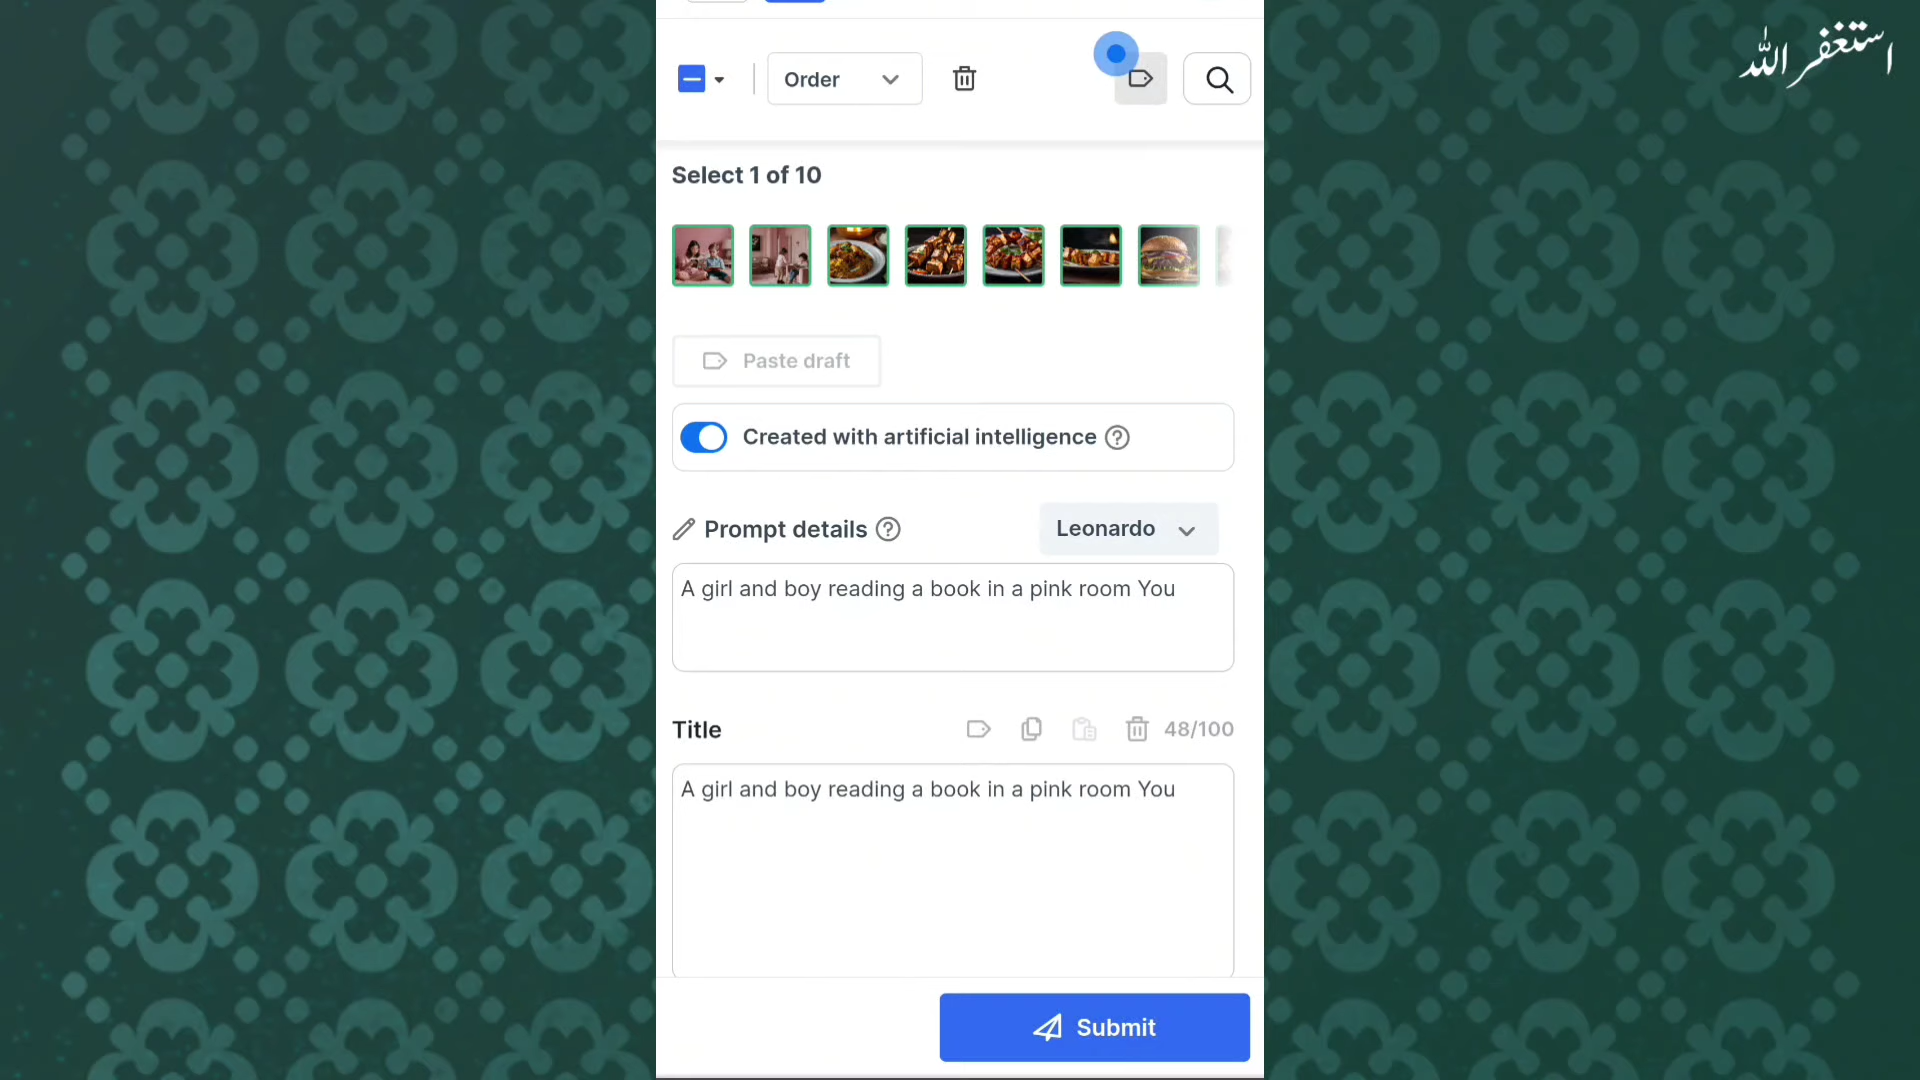 استغفر الله
Order
Select 1 of 10
Paste draft
Created with artificial intelligence
Prompt details
Leonardo
A girl and boy reading a book in a pink room You
Title
48/100
A girl and boy reading a book in a pink room You
Submit